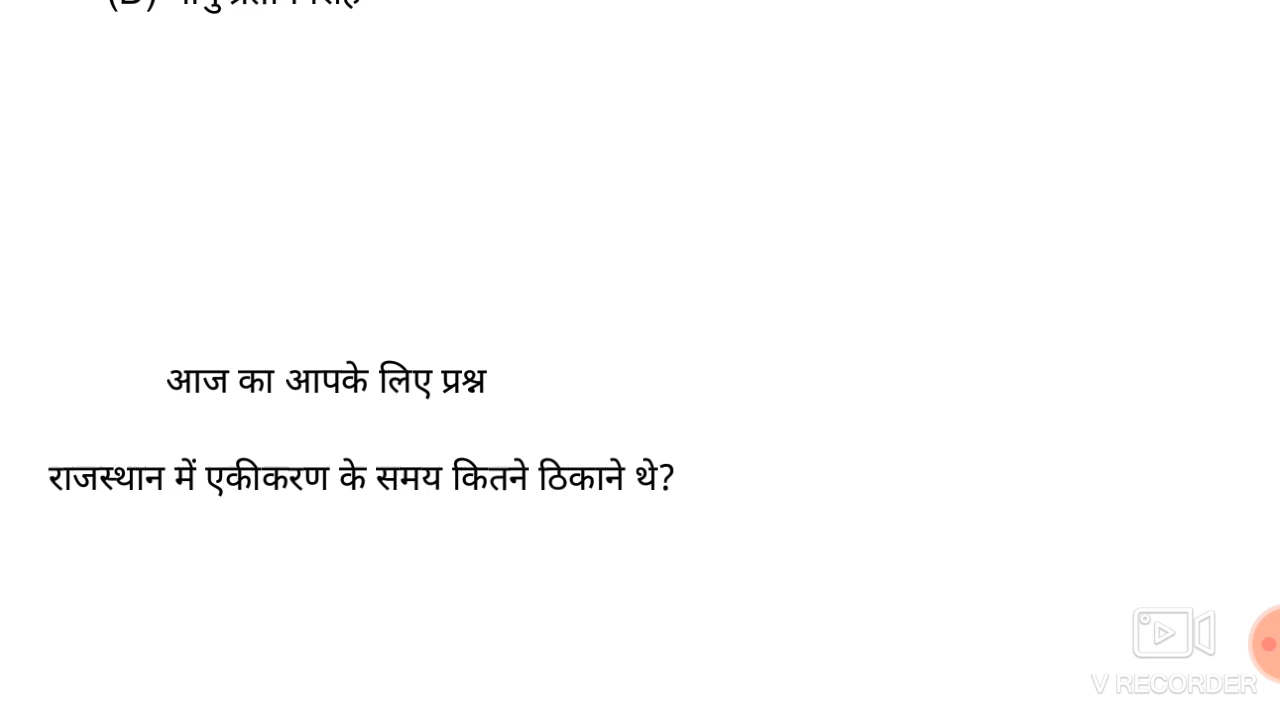 (D)
आज का आपके लिए प्रश्न
राजस्थान में एकीकरण के समय कितने ठिकाने थे?
V RECORDER